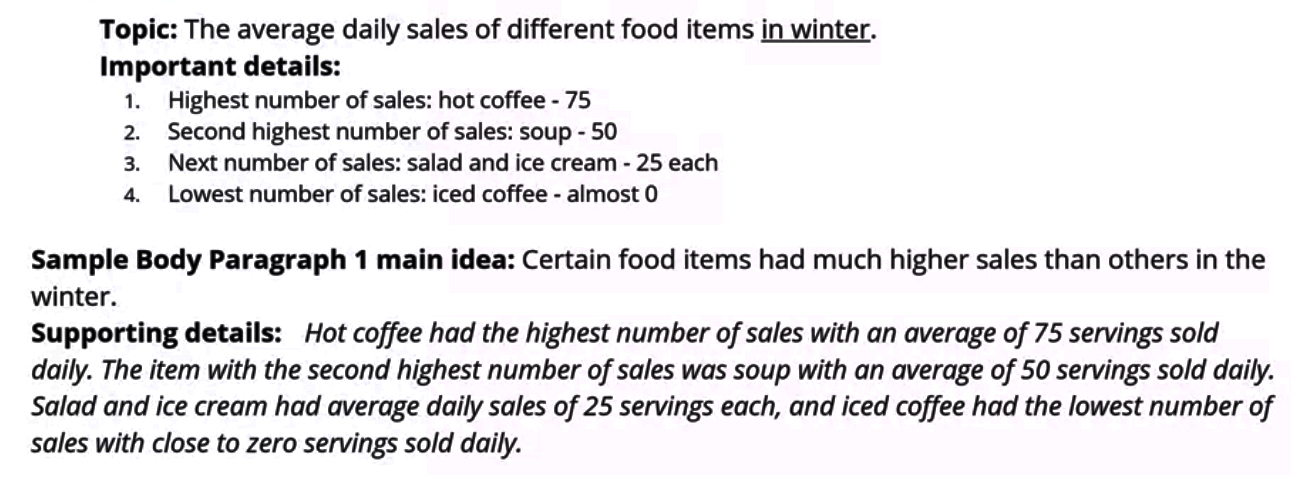 Topic: The average daily sales of different food items in winter.
Important details:
1. Highest number of sales: hot coffee - 75
2. Second highest number of sales: soup - 50
3. Next number of sales: salad and ice cream - 25 each
4. Lowest number of sales: iced coffee - almost 0
Sample Body Paragraph 1 main idea: Certain food items had much higher sales than others in the
winter.
Supporting details: Hot coffee had the highest number of sales with an average of 75 servings sold
daily. The item with the second highest number of sales was soup with an average of 50 servings sold daily.
Salad and ice cream had average daily sales of 25 servings each, and iced coffee had the lowest number of
sales with close to zero servings sold daily.